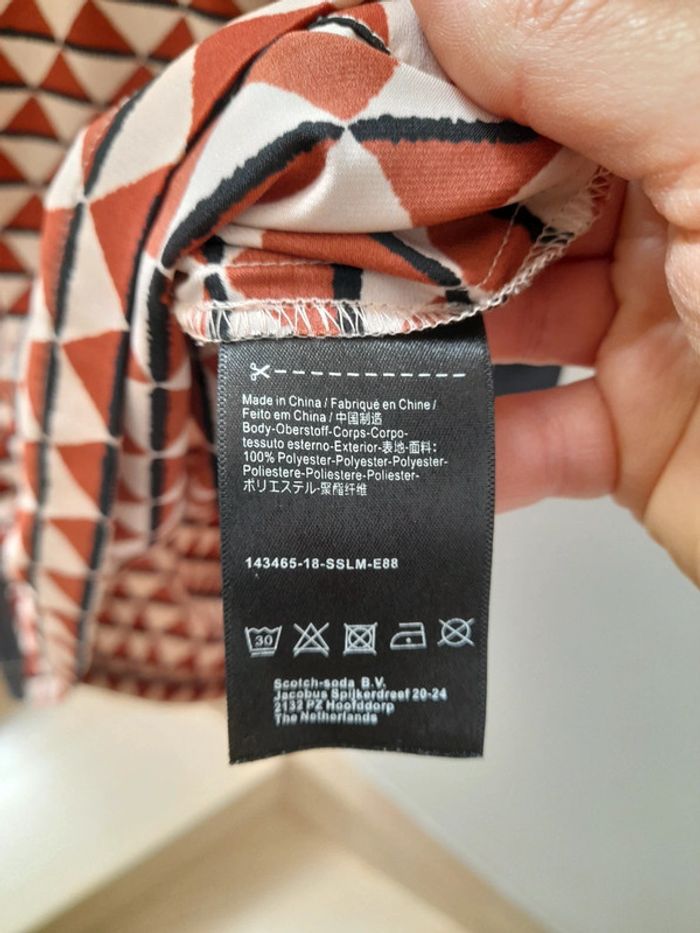 Made in China / Fabriqué en Chine /
Feito em China / 中国制造
Body-Oberstoff-Corps-Corpo-
tessuto esterno-Exterior-表地-面料:
100% Polyester-Polyester-Polyester-
Poliestere-Poliestere-Poliester-
ポリエステル-聚酯纤维
143465-18-SSLM-E88
30
Scotch-soda B.V.
Jacobus Spijkerdreef 20-24
2132 PZ Hoofddorp
The Netherlands